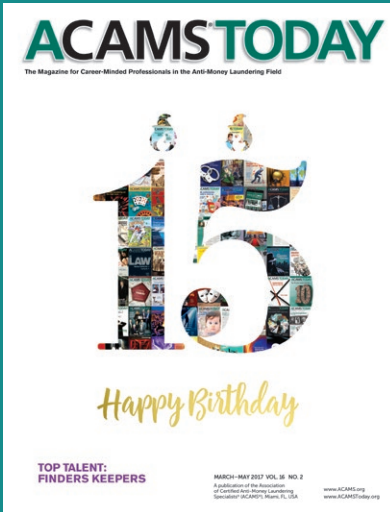 ACAMS®TODAY
The Magazine for Career-Minded Professionals in the Anti-Money Laundering Field
15
Happy Birthday
TOP TALENT:
FINDERS KEEPERS
MARCH–MAY 2017 VOL. 16 NO. 2
A publication of the Association
of Certified Anti-Money Laundering
Specialists® (ACAMS®), Miami, FL, USA
www.ACAMS.org
www.ACAMSToday.org